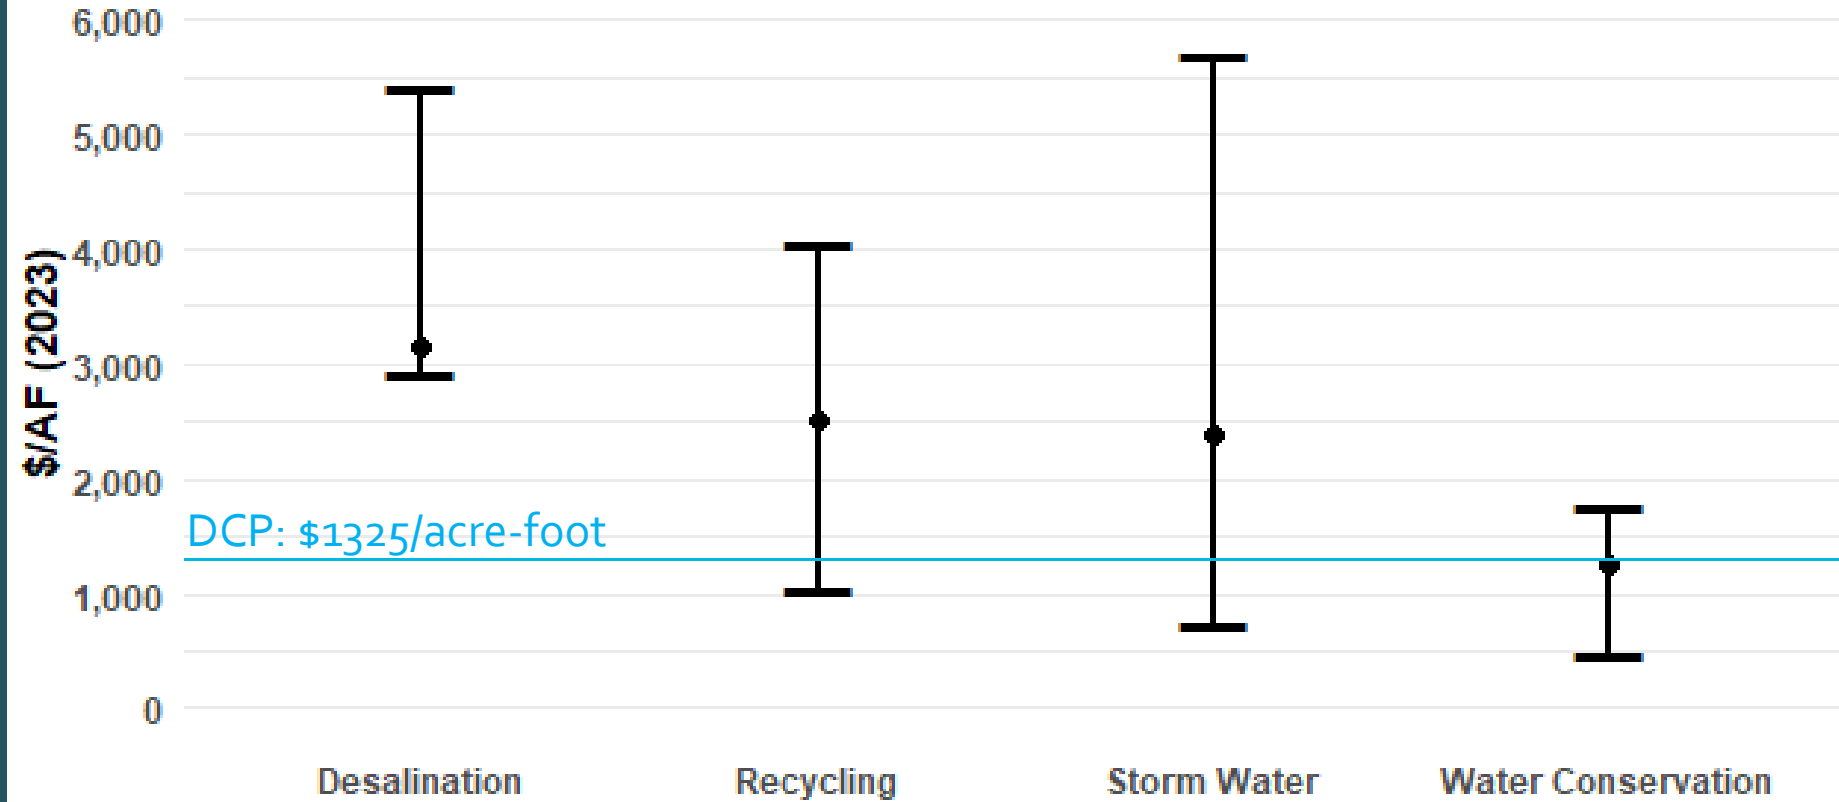 6,000
5,000
4,000
3,000
2,000
1,000
0
$/AF (2023)
DCP: $1325/acre-foot
Desalination Recycling Storm Water Water Conservation